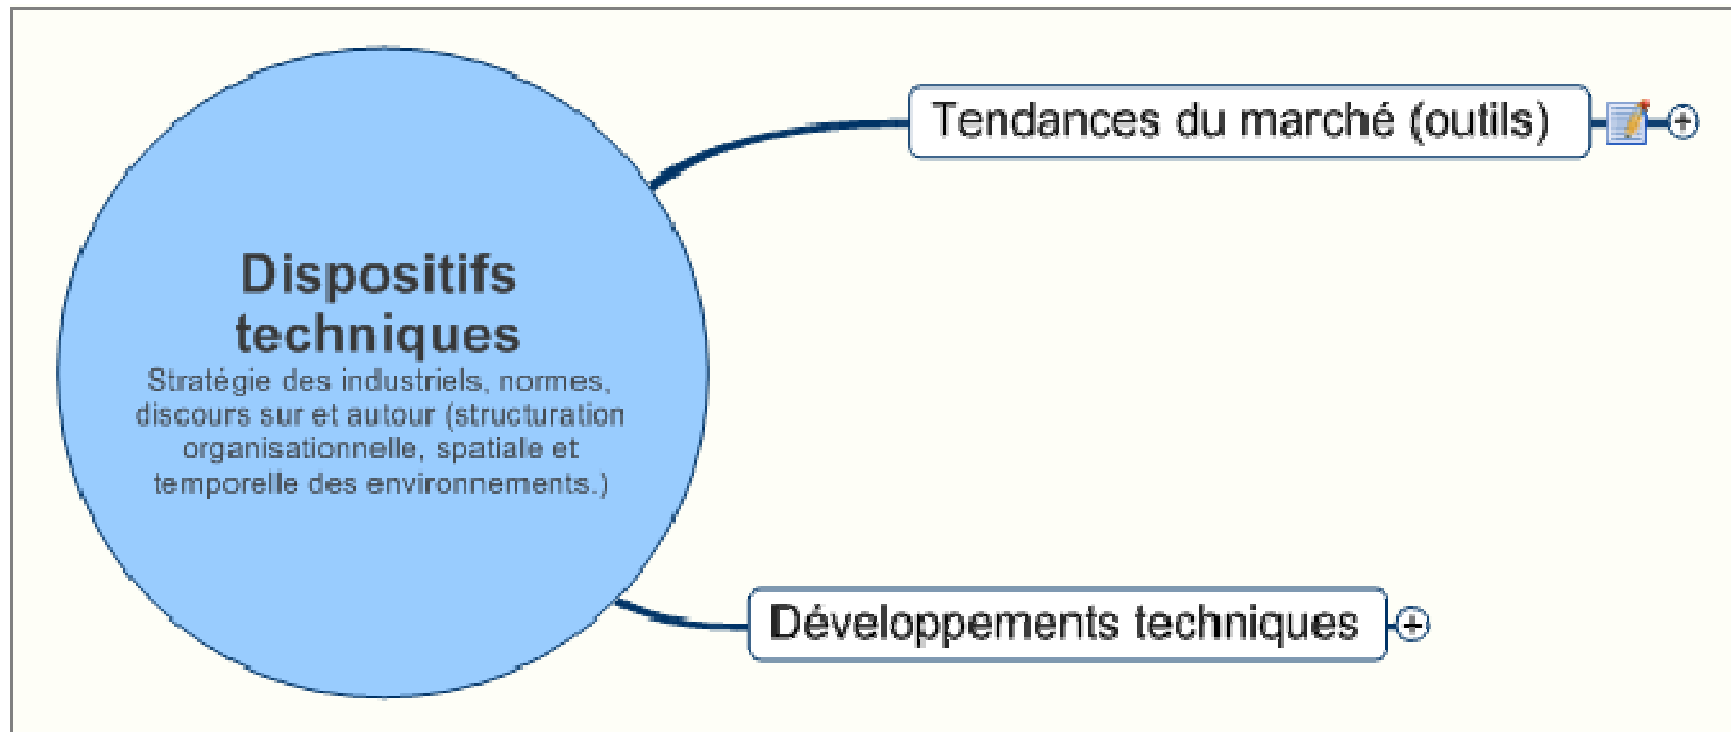 Tendances du marché (outils)
Dispositifs
techniques
Stratégie des industriels, normes,
discours sur et autour (structuration
organisationnelle, spatiale et
temporelle des environnements.)
Développements techniques